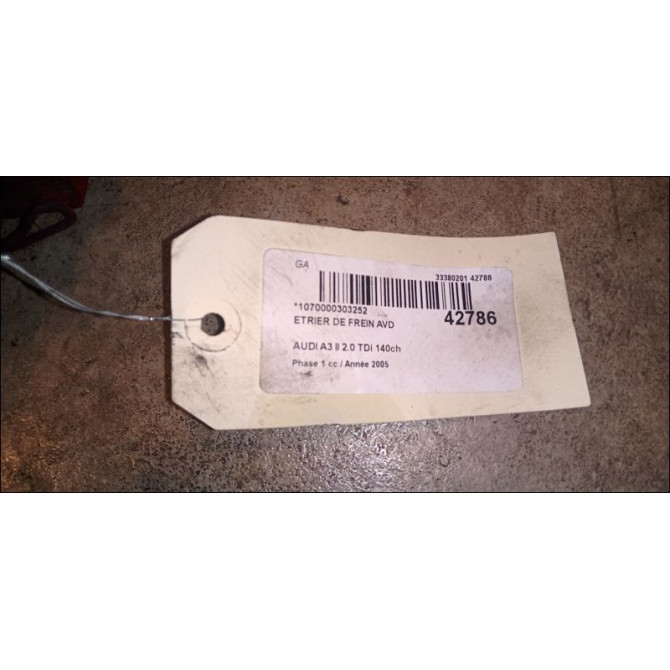 GA
33380201 42786
*1070000303252
42786
ETRIER DE FREIN AVD
AUDI A3 II 2.0 TDi 140ch
Phase 1 cc / Année 2005